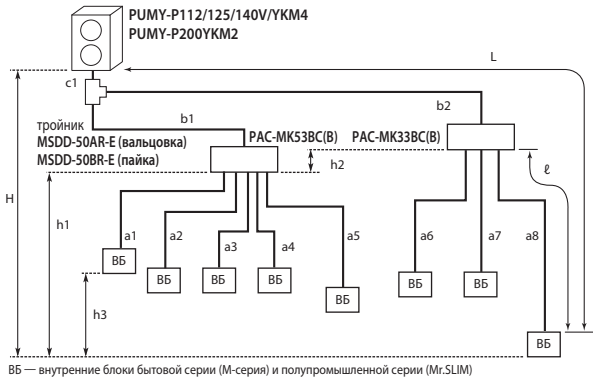 PUMY-P112/125/140V/YKM4
PUMY-P200YKM2
L
c1
b1
b2
тройник
MSDD-50AR-E (вальцовка)
MSDD-50BR-E (пайка)
PAC-MK53BC(B)
PAC-MK33BC(B)
h2
ℓ
H
h1
a1
a2
a3
a4
a5
a6
a7
a8
ВБ
ВБ
ВБ
ВБ
ВБ
ВБ
ВБ
ВБ
h3
ВБ — внутренние блоки бытовой серии (М-серия) и полупромышленной серии (Mr.SLIM)